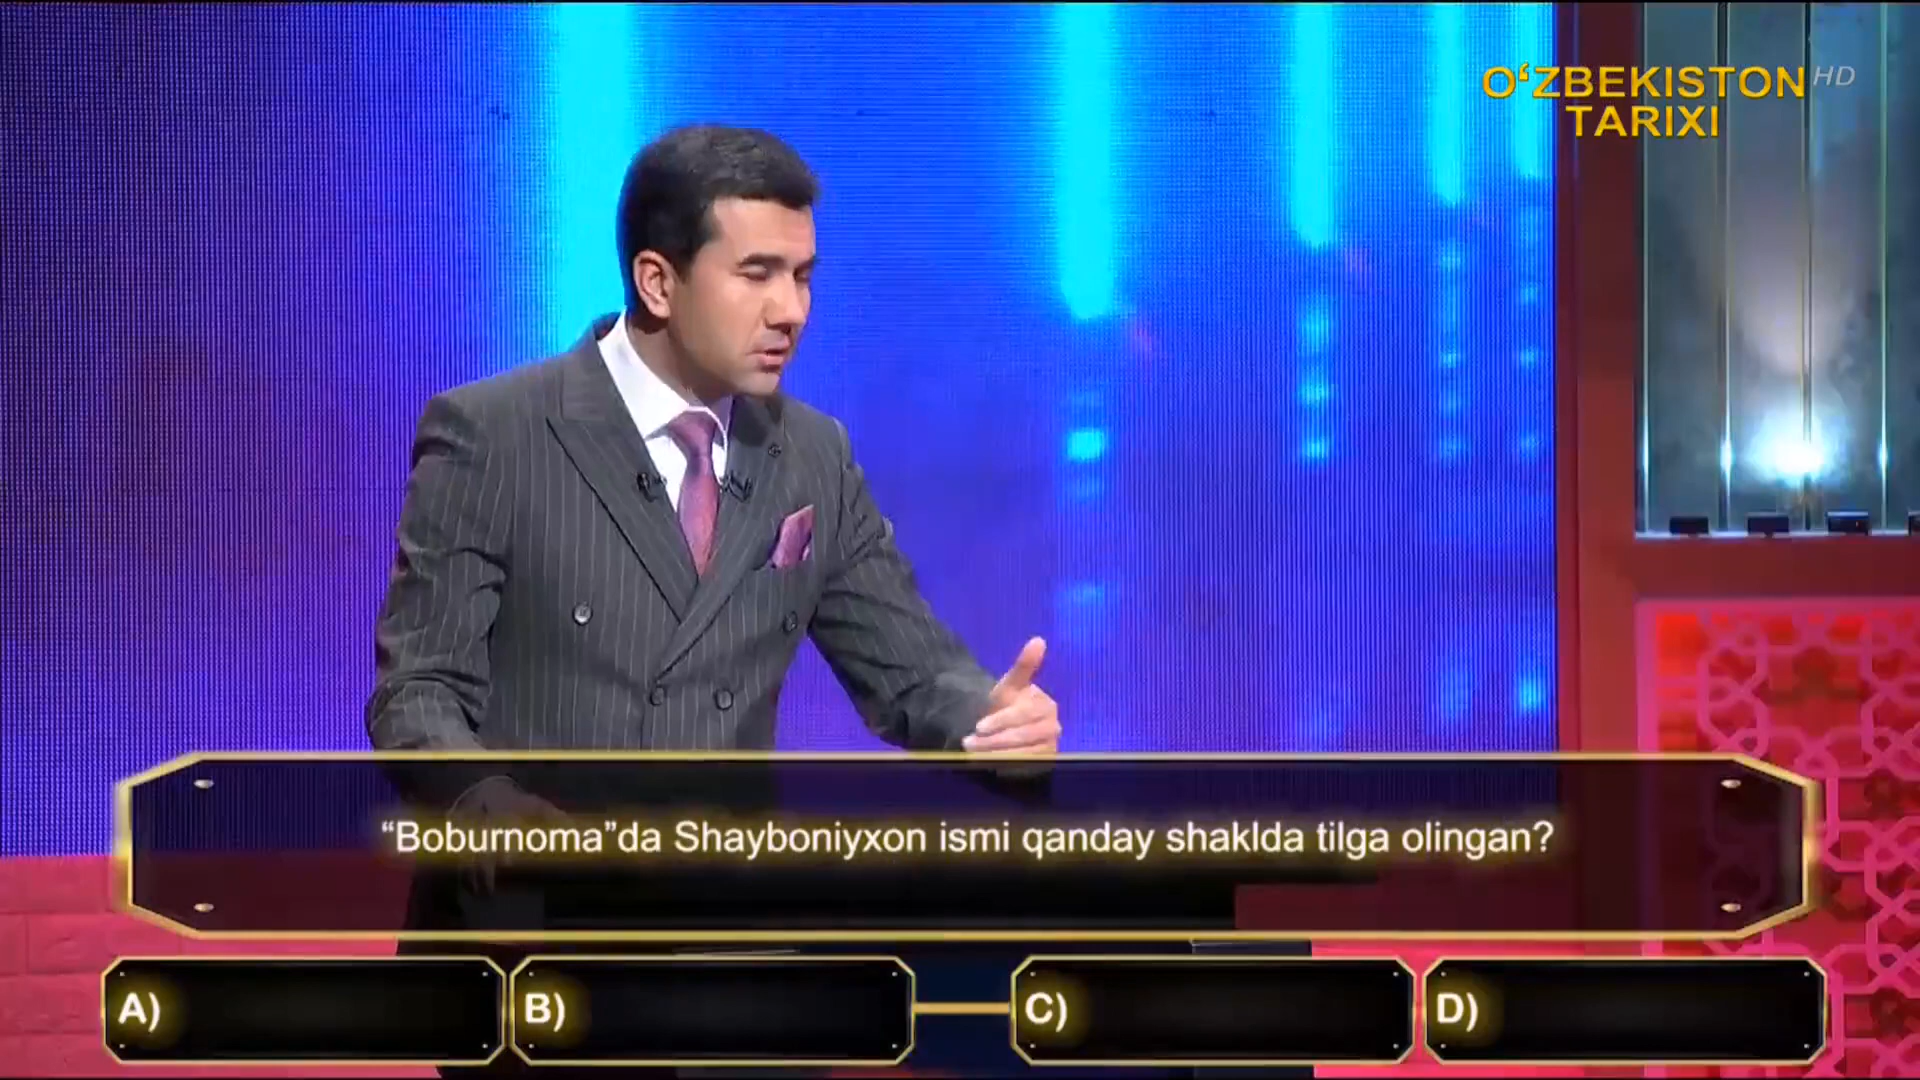 O‘ZBEKISTON HD
TARIXI
“Boburnoma”da Shayboniyxon ismi qanday shaklda tilga olingan?
A)
B)
C)
D)